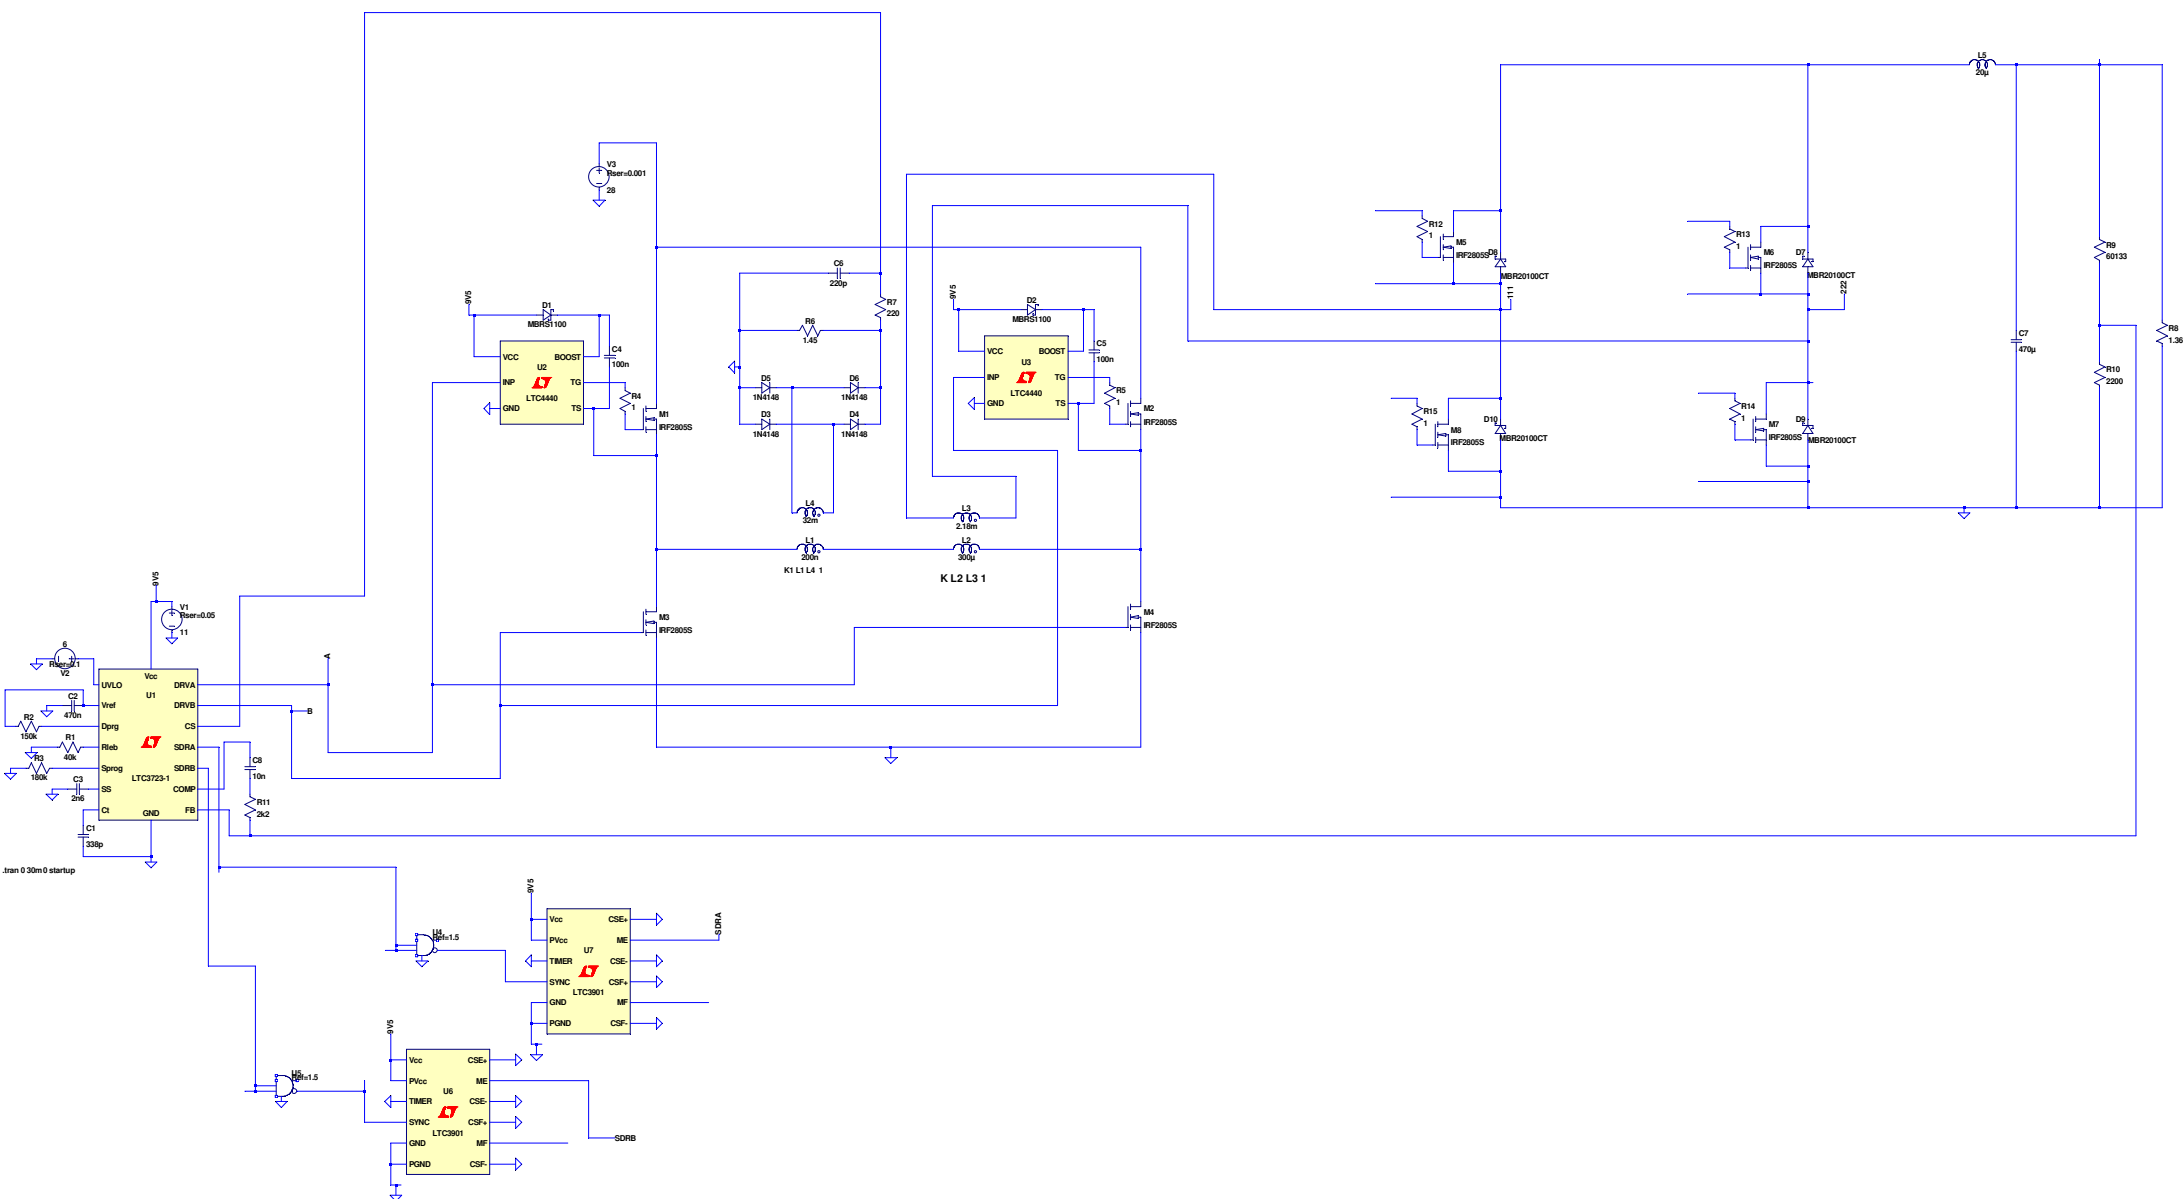 L5
20µ
V3
Rser=0.001
28
R12
1
M5
IRF2805S
D8
MBR20100CT
111
R13
1
M6
IRF2805S
D7
MBR20100CT
222
R9
60133
C6
220p
R7
220
R6
1.45
9V5
D1
MBRS1100
C4
100n
VCC
BOOST
U2
INP
TG
LTC4440
GND
TS
R4
1
M1
IRF2805S
D5
1N4148
D6
1N4148
D3
1N4148
D4
1N4148
9V5
D2
MBRS1100
C5
100n
VCC
BOOST
U3
INP
TG
LTC4440
GND
TS
R5
1
M2
IRF2805S
C7
470µ
R8
1.36
R10
2200
R15
1
M8
IRF2805S
D10
MBR20100CT
R14
1
M7
IRF2805S
D9
MBR20100CT
L4
32m
L3
2.18m
L1
200n
L2
300µ
K1 L1 L4 1
K L2 L3 1
M3
IRF2805S
M4
IRF2805S
9V5
V1
Rser=0.05
11
6
Rser=0.1
V2
A
B
Vcc
UVLO
DRVA
U1
Vref
DRVB
Dprg
CS
Rleb
SDRA
Sprog
SDRB
LTC3723-1
SS
COMP
Ct
FB
GND
C2
470n
R2
150k
R1
40k
R3
180k
C3
2n6
C1
338p
C8
10n
R11
2k2
.tran 0 30m 0 startup
U4
Ref=1.5
9V5
Vcc
CSE+
PVcc
ME
U7
TIMER
CSE-
SYNC
CSF+
LTC3901
GND
MF
PGND
CSF-
SDRA
U5
Ref=1.5
9V5
Vcc
CSE+
PVcc
ME
U6
TIMER
CSE-
SYNC
CSF+
LTC3901
GND
MF
PGND
CSF-
SDRB